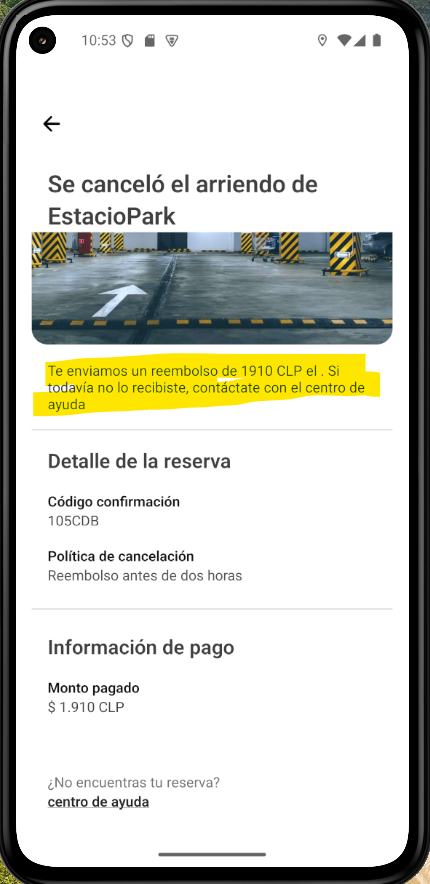 10:53
Se canceló el arriendo de
EstacioPark
Te enviamos un reembolso de 1910 CLP el . Si
todavía no lo recibiste, contáctate con el centro de
ayuda
Detalle de la reserva
Código confirmación
105CDB
Política de cancelación
Reembolso antes de dos horas
Información de pago
Monto pagado
$ 1.910 CLP
¿No encuentras tu reserva?
centro de ayuda